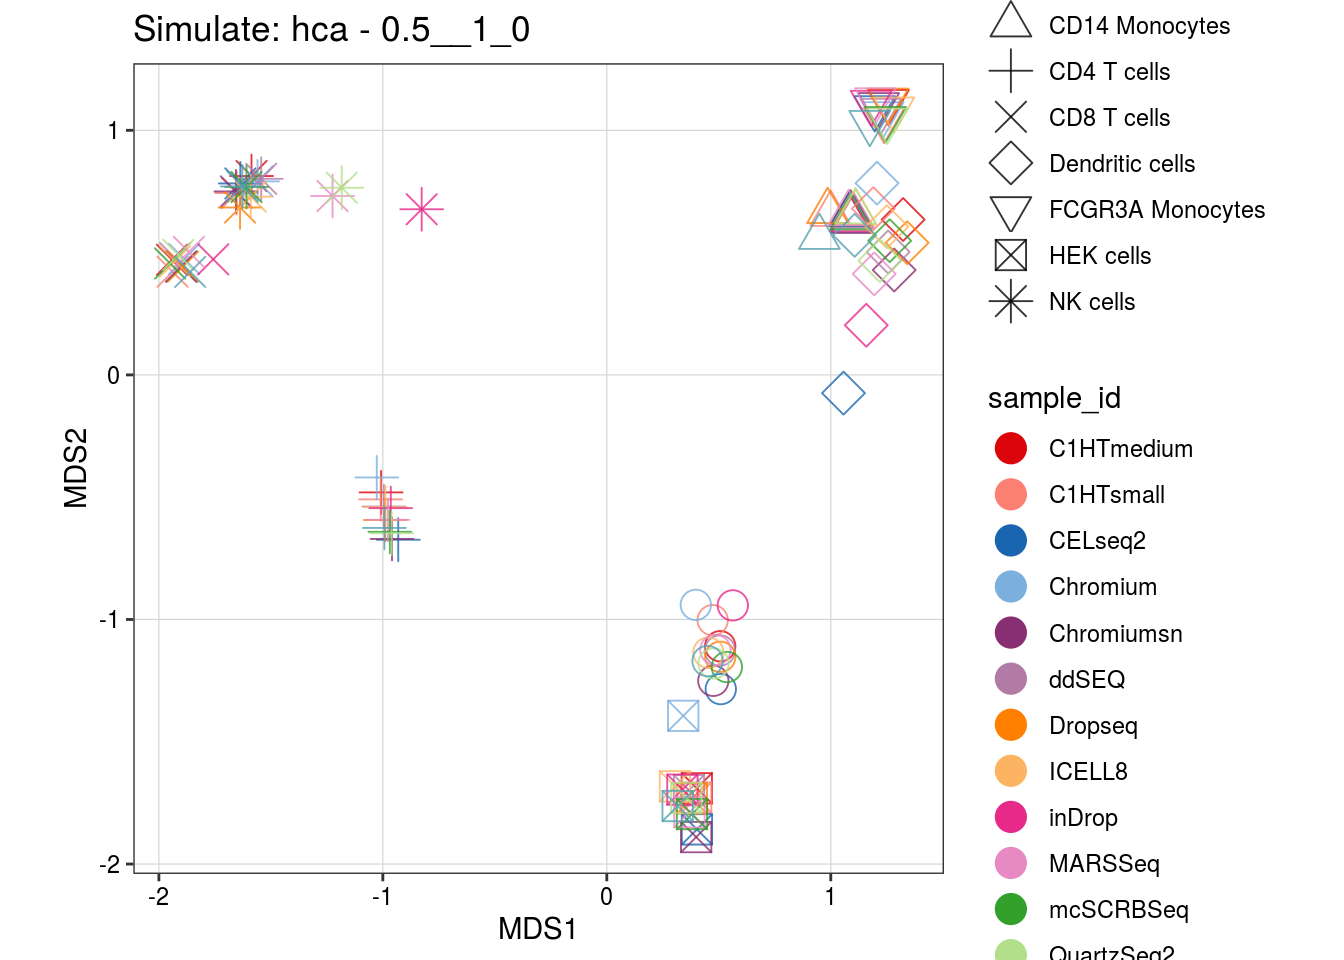 Simulate: hca - 0.5__1_0
CD14 Monocytes
CD4 T cells
CD8 T cells
Dendritic cells
FCGR3A Monocytes
HEK cells
NK cells
sample_id
C1HTmedium
C1HTsmall
CELseq2
Chromium
Chromiumsn
ddSEQ
Dropseq
ICELL8
inDrop
MARSSeq
mcSCRBSeq
QuartzSeq2
MDS2
1
0
-1
-2
-2
-1
0
1
MDS1